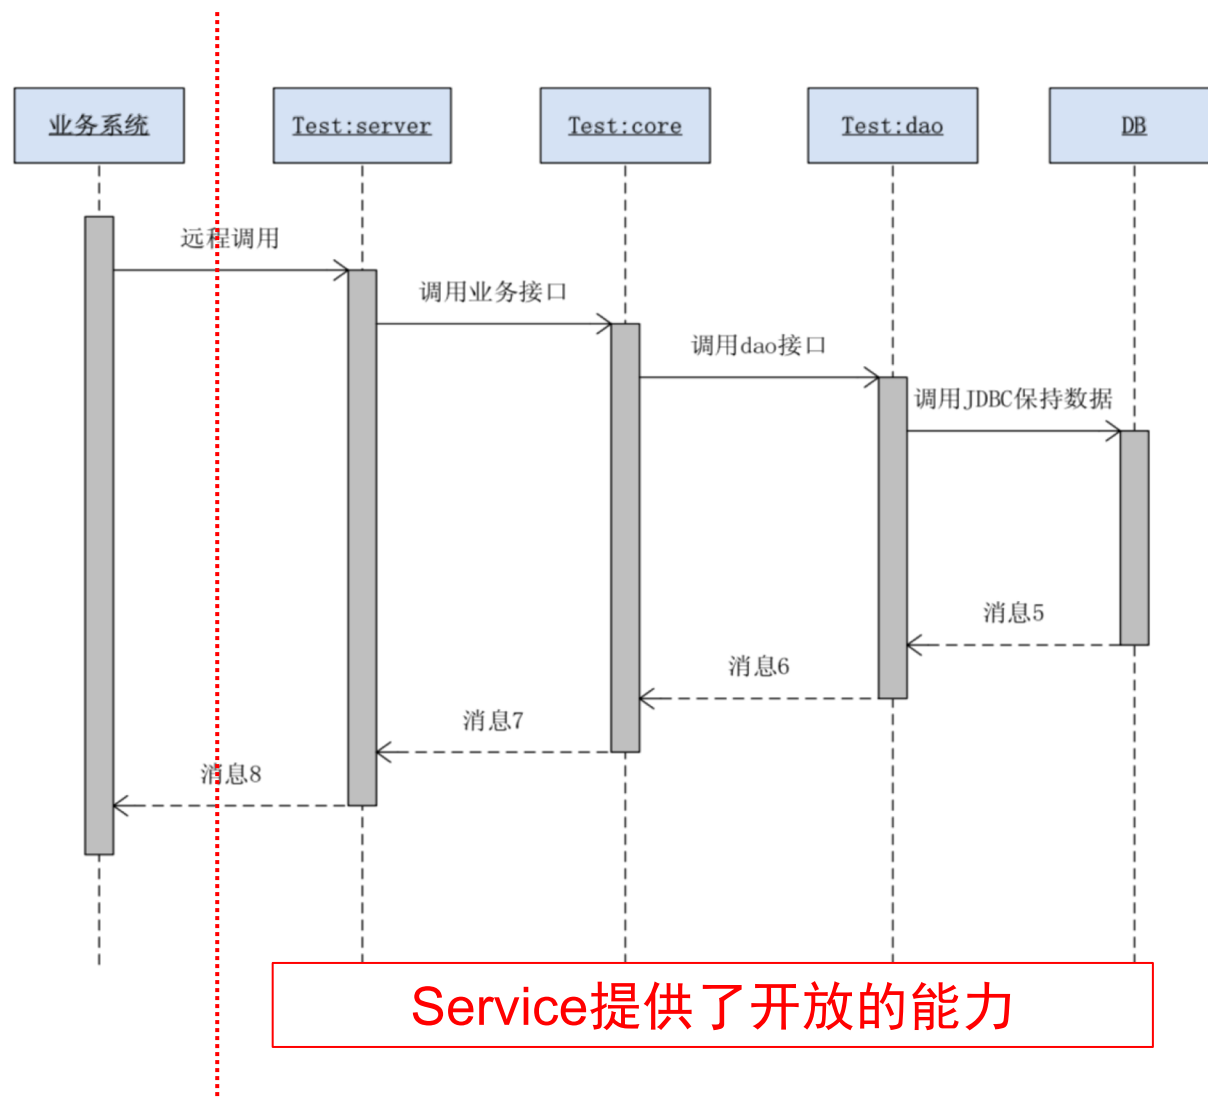 业务系统
Test:server
Test:core
Test:dao
DB
远程调用
调用业务接口
调用dao接口
调用JDBC保持数据
消息5
消息6
消息7
消息8
Service提供了开放的能力